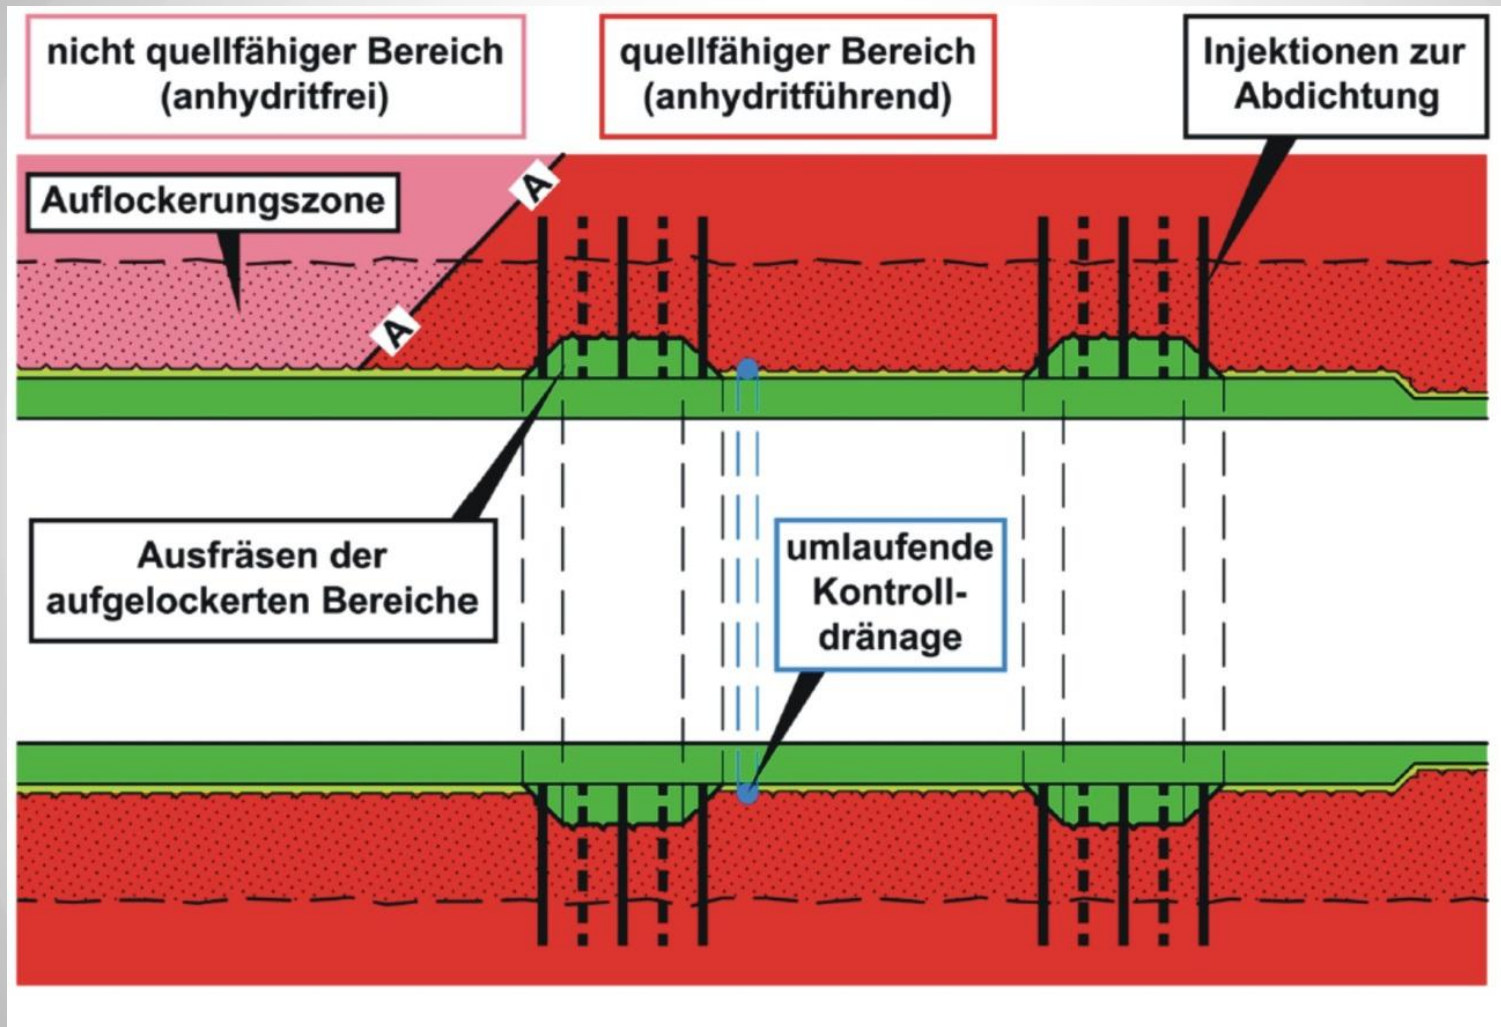 nicht quellfähiger Bereich
(anhydritfrei)
quellfähiger Bereich
(anhydritführend)
Injektionen zur
Abdichtung
Auflockerungszone
A
A
Ausfräsen der
aufgelockerten Bereiche
umlaufende
Kontroll-
dränage